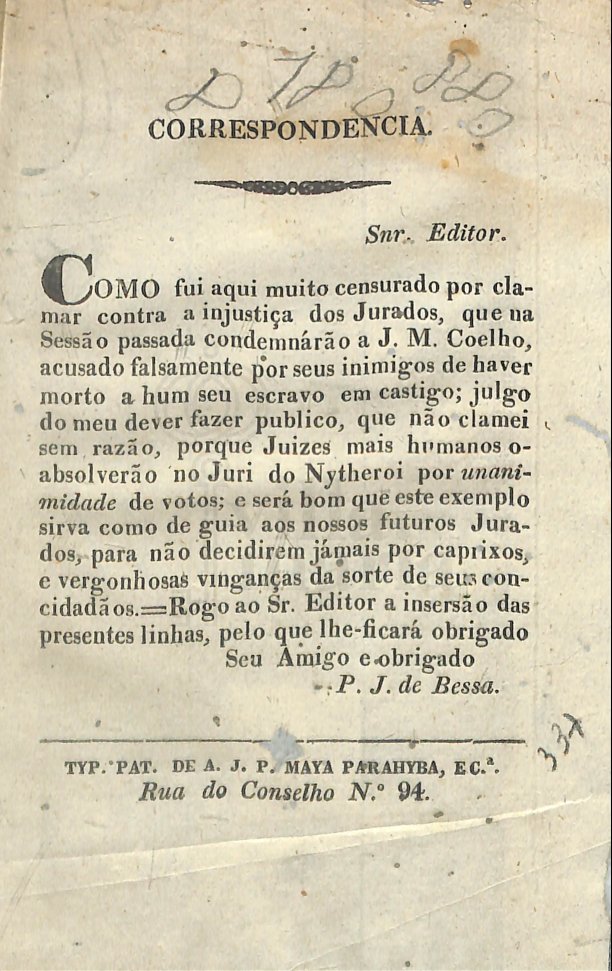 CORRESPONDENCIA.
Snr. Editor.
COMO fui aqui muito censurado por cla-
mar contra a injustiça dos Jurados, que na
Sessão passada condemnárão a J. M. Coelho,
acusado falsamente por seus inimigos de haver
morto a hum seu escravo em castigo; julgo
do meu dever fazer publico, que não clamei
sem razão, porque Juizes mais humanos o-
absolverão no Juri do Nytheroi por unani-
midade de votos; e será bom que este exemplo
sirva como de guia aos nossos futuros Jura-
dos, para não decidirem jámais por caprixos,
e vergonhosas vinganças da sorte de seus con-
cidadãos.=Rogo ao Sr. Editor a insersão das
presentes linhas, pelo que lhe-ficará obrigado
Seu Amigo e obrigado
P. J. de Bessa.
334
TYP. PAT. DE A. J. P. MAYA PARAHYBA, E C.ª.
Rua do Conselho N.º 94.